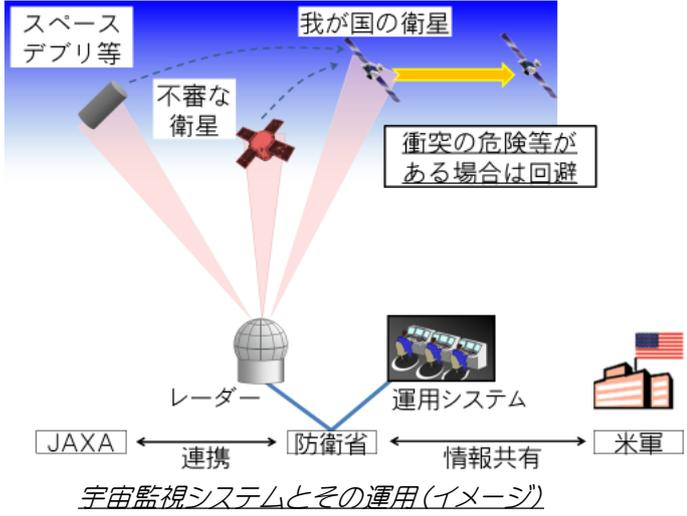 スペース
デブリ等
我が国の衛星
不審な
衛星
衝突の危険等が
ある場合は回避
レーダー
運用システム
JAXA
連携
防衛省
情報共有
米軍
宇宙監視システムとその運用(イメージ)